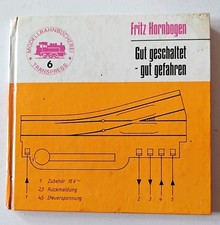 Fritz Hornbogen
MODELLBAHNBÜCHEREI
6
TRANSPRESS
Gut geschaltet
- gut gefahren
1 Zubehör 16 V~
2,3 Rückmeldung
4,5 Steuerspannung
1 2 3 4 5